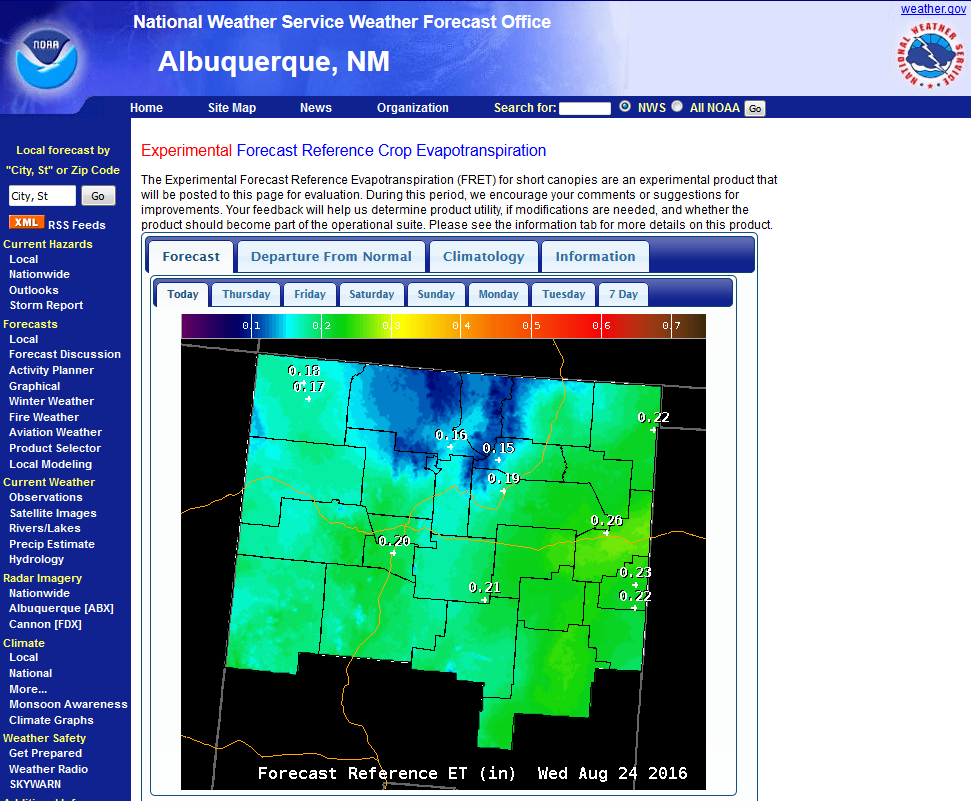 National Weather Service Weather Forecast Office
weather.gov
NOAA
NATIONAL WEATHER SERVICE
Albuquerque, NM
Home Site Map News Organization Search for: NWS All NOAA Go
Local forecast by
"City, St" or Zip Code
City, St Go
XML RSS Feeds
Current Hazards
Local
Nationwide
Outlooks
Storm Report
Forecasts
Local
Forecast Discussion
Activity Planner
Graphical
Winter Weather
Fire Weather
Aviation Weather
Product Selector
Local Modeling
Current Weather
Observations
Satellite Images
Rivers/Lakes
Precip Estimate
Hydrology
Radar Imagery
Nationwide
Albuquerque [ABX]
Cannon [FDX]
Climate
Local
National
More...
Monsoon Awareness
Climate Graphs
Weather Safety
Get Prepared
Weather Radio
SKYWARN
Experimental Forecast Reference Crop Evapotranspiration
The Experimental Forecast Reference Evapotranspiration (FRET) for short canopies are an experimental product that
will be posted to this page for evaluation. During this period, we encourage your comments or suggestions for
improvements. Your feedback will help us determine product utility, if modifications are needed, and whether the
product should become part of the operational suite. Please see the information tab for more details on this product.
Forecast Departure From Normal Climatology Information
Today Thursday Friday Saturday Sunday Monday Tuesday 7 Day
0.1 0.2 0.3 0.4 0.5 0.6 0.7
0.18
0.17
0.22
0.16
0.15
0.19
0.26
0.20
0.23
0.21
0.22
Forecast Reference ET (in) Wed Aug 24 2016